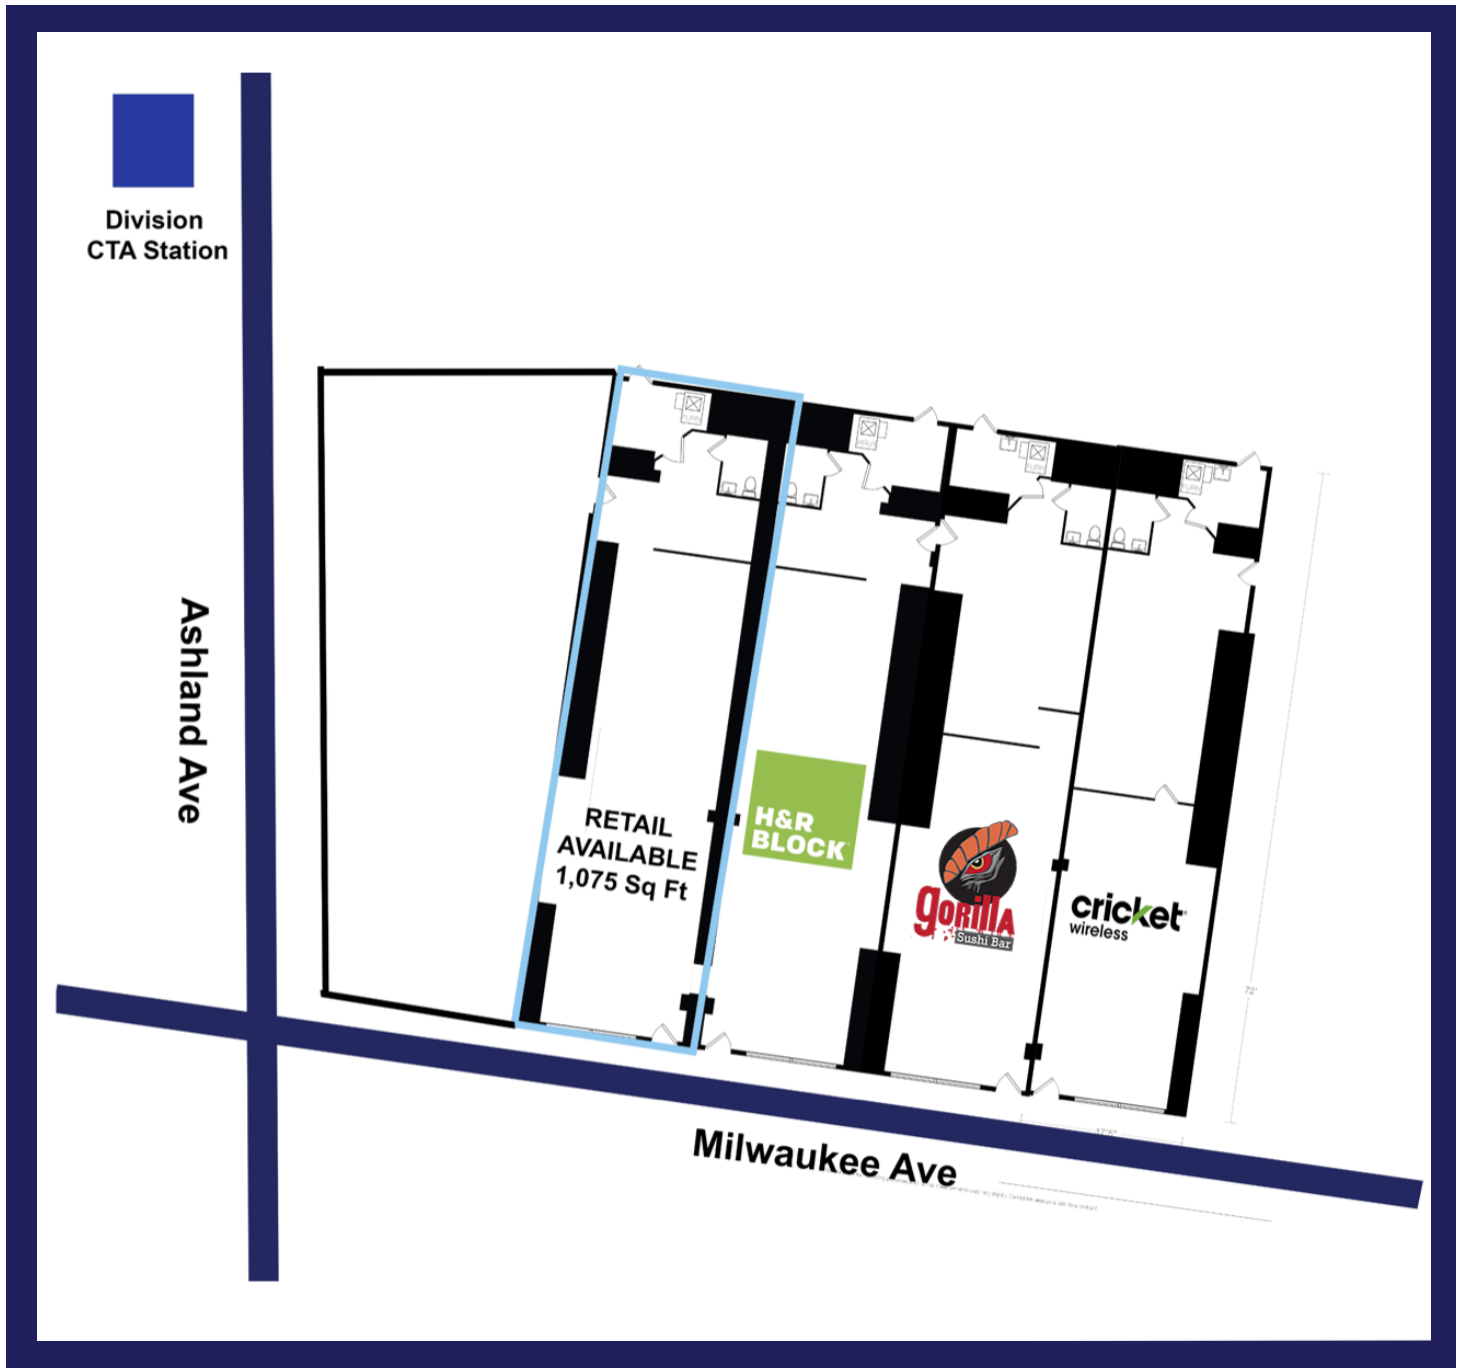 Division
CTA Station
Ashland Ave
RETAIL
AVAILABLE
1,075 Sq Ft
H&R
BLOCK
gorilla
Sushi Bar
cricket
wireless
72'
Milwaukee Ave